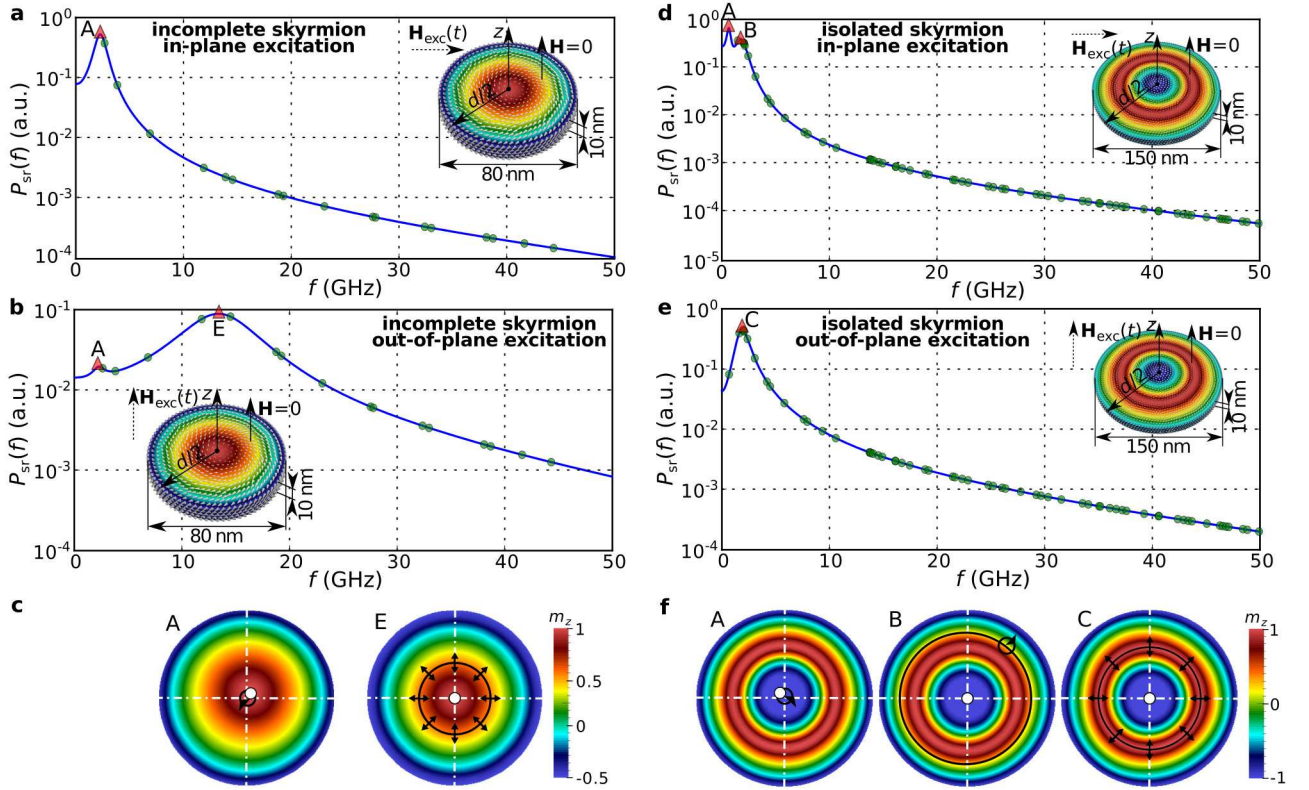 a
P_sr(f) (a.u.)
10^0
10^-1
10^-2
10^-3
10^-4
A
incomplete skyrmion
in-plane excitation
H_exc(t)
z
H=0
d/2
10 nm
80 nm
0 10 20 30 40 50
f (GHz)
b
P_sr(f) (a.u.)
10^-1
10^-2
10^-3
10^-4
A
E
incomplete skyrmion
out-of-plane excitation
H_exc(t)
z
H=0
d/2
10 nm
80 nm
0 10 20 30 40 50
f (GHz)
c
A
E
m_z
1
0.5
0
-0.5
d
P_sr(f) (a.u.)
10^0
10^-1
10^-2
10^-3
10^-4
10^-5
A
B
isolated skyrmion
in-plane excitation
H_exc(t)
z
H=0
d/2
10 nm
150 nm
0 10 20 30 40 50
f (GHz)
e
P_sr(f) (a.u.)
10^0
10^-1
10^-2
10^-3
10^-4
C
isolated skyrmion
out-of-plane excitation
H_exc(t)
z
H=0
d/2
10 nm
150 nm
0 10 20 30 40 50
f (GHz)
f
A
B
C
m_z
1
0
-1